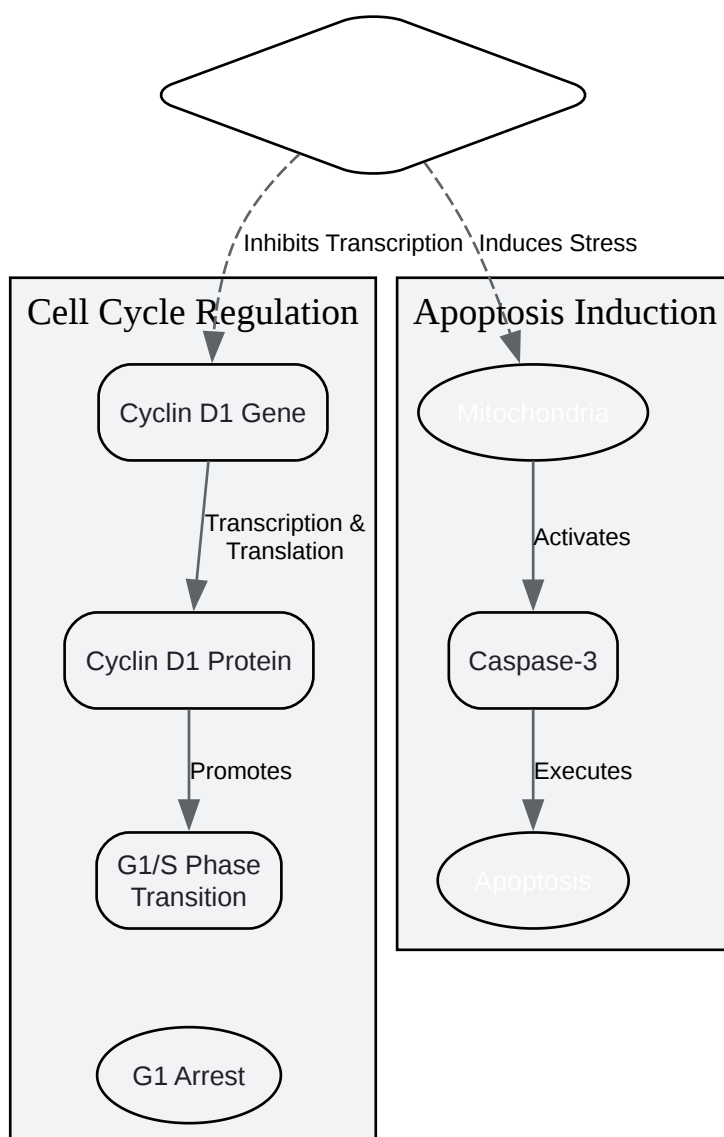 Inhibits Transcription
Induces Stress
Cell Cycle Regulation
Apoptosis Induction
Cyclin D1 Gene
Mitochondria
Transcription &
Translation
Activates
Cyclin D1 Protein
Caspase-3
Promotes
Executes
G1/S Phase
Transition
Apoptosis
G1 Arrest